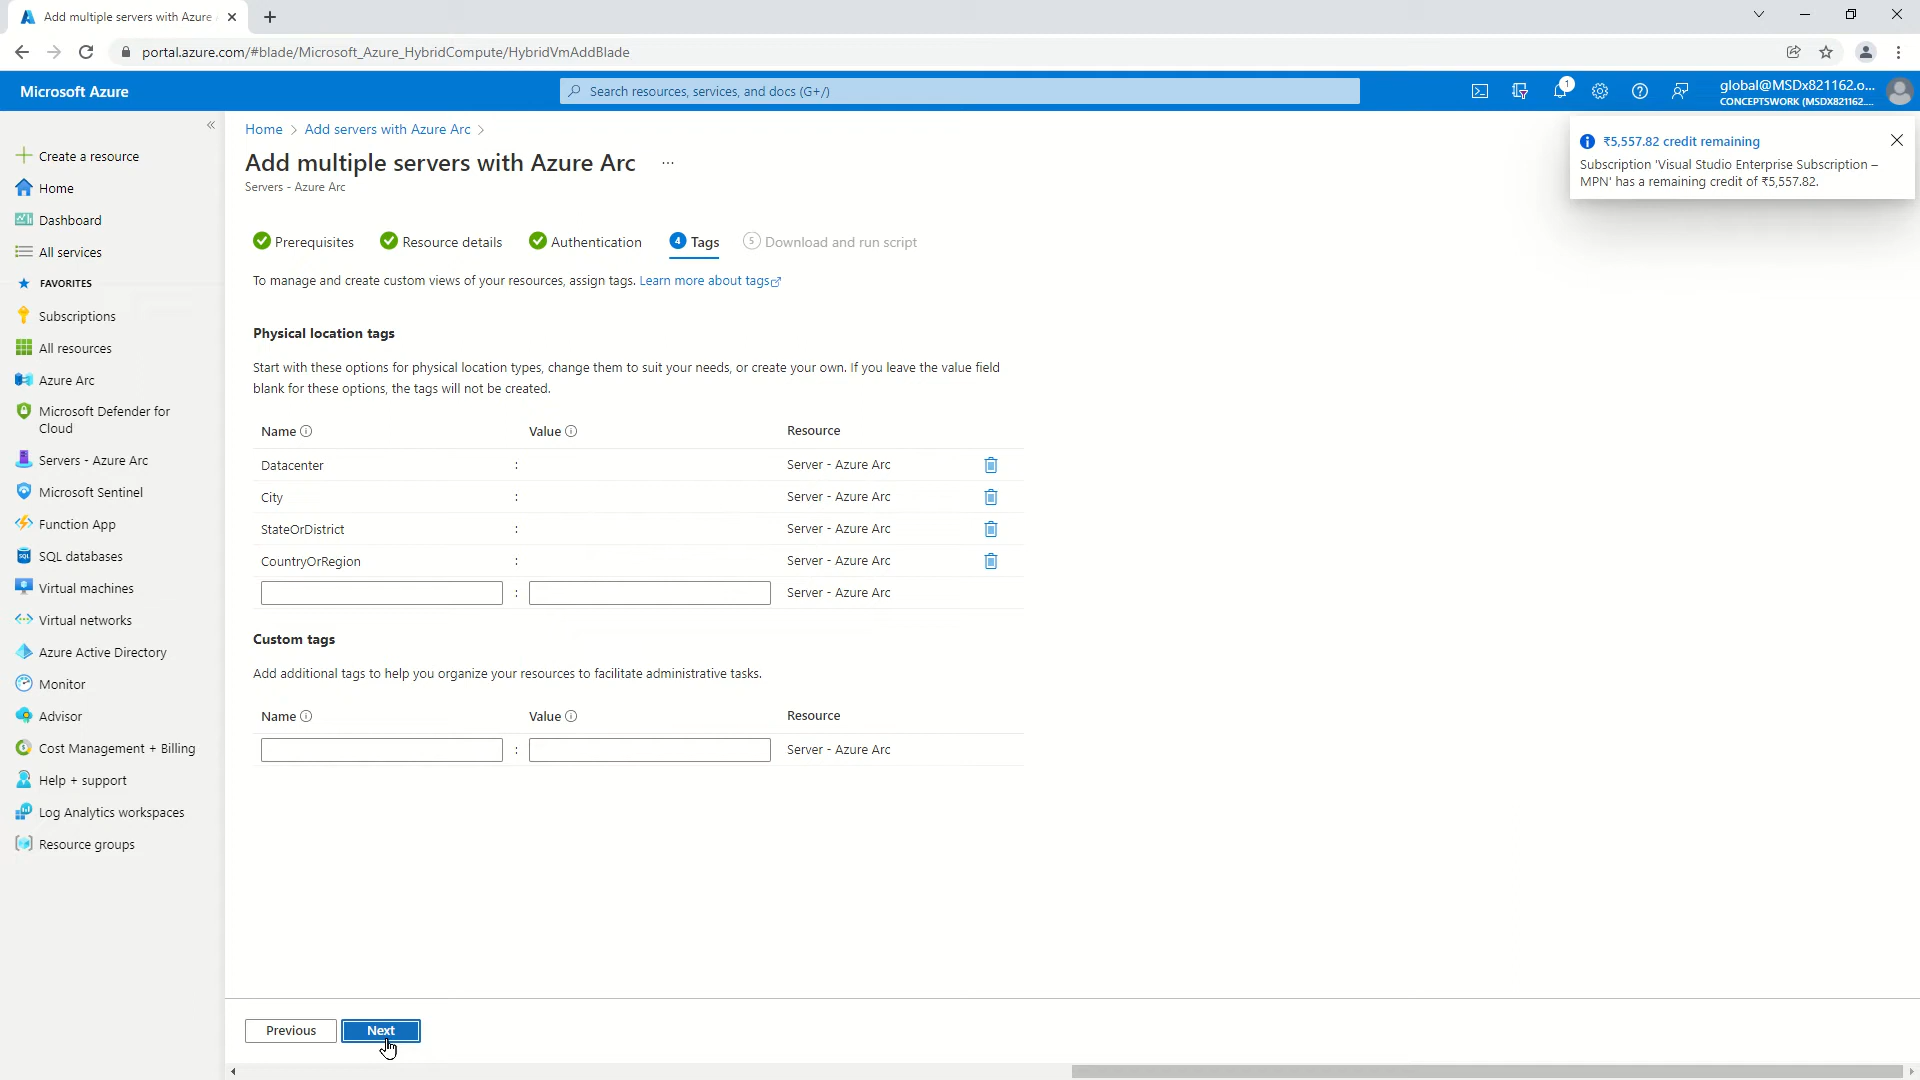 Add multiple servers with Azure
portal.azure.com/#blade/Microsoft_Azure_HybridCompute/HybridVmAddBlade
Microsoft Azure
Search resources, services, and docs (G+/)
1
global@MSDx821162.o...
CONCEPTSWORK (MSDX821162....
Create a resource
Home
Dashboard
All services
FAVORITES
Subscriptions
All resources
Azure Arc
Microsoft Defender for
Cloud
Servers - Azure Arc
Microsoft Sentinel
Function App
SQL databases
Virtual machines
Virtual networks
Azure Active Directory
Monitor
Advisor
Cost Management + Billing
Help + support
Log Analytics workspaces
Resource groups
Home > Add servers with Azure Arc >
Add multiple servers with Azure Arc ...
Servers - Azure Arc
₹5,557.82 credit remaining
Subscription 'Visual Studio Enterprise Subscription –
MPN' has a remaining credit of ₹5,557.82.
Prerequisites Resource details Authentication 4 Tags 5 Download and run script
To manage and create custom views of your resources, assign tags. Learn more about tags
Physical location tags
Start with these options for physical location types, change them to suit your needs, or create your own. If you leave the value field
blank for these options, the tags will not be created.
Name Value Resource
Datacenter : Server - Azure Arc
City : Server - Azure Arc
StateOrDistrict : Server - Azure Arc
CountryOrRegion : Server - Azure Arc
: Server - Azure Arc
Custom tags
Add additional tags to help you organize your resources to facilitate administrative tasks.
Name Value Resource
: Server - Azure Arc
Previous Next